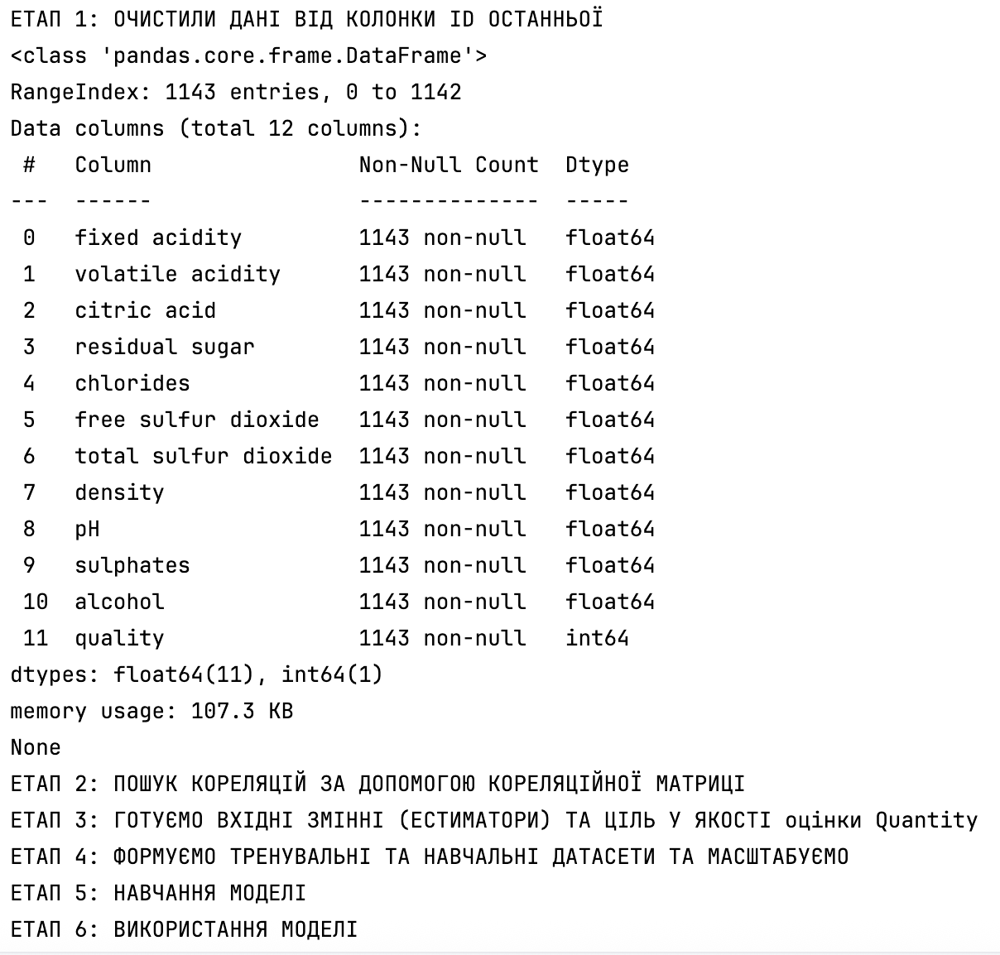 ЕТАП 1: ОЧИСТИЛИ ДАНІ ВІД КОЛОНКИ ID ОСТАННЬОЇ
<class 'pandas.core.frame.DataFrame'>
RangeIndex: 1143 entries, 0 to 1142
Data columns (total 12 columns):
 #   Column                Non-Null Count  Dtype
---  ------                --------------  -----
 0   fixed acidity         1143 non-null   float64
 1   volatile acidity      1143 non-null   float64
 2   citric acid           1143 non-null   float64
 3   residual sugar        1143 non-null   float64
 4   chlorides             1143 non-null   float64
 5   free sulfur dioxide   1143 non-null   float64
 6   total sulfur dioxide  1143 non-null   float64
 7   density               1143 non-null   float64
 8   pH                    1143 non-null   float64
 9   sulphates             1143 non-null   float64
 10  alcohol               1143 non-null   float64
 11  quality               1143 non-null   int64
dtypes: float64(11), int64(1)
memory usage: 107.3 KB
None
ЕТАП 2: ПОШУК КОРЕЛЯЦІЙ ЗА ДОПОМОГОЮ КОРЕЛЯЦІЙНОЇ МАТРИЦІ
ЕТАП 3: ГОТУЄМО ВХІДНІ ЗМІННІ (ЕСТИМАТОРИ) ТА ЦІЛЬ У ЯКОСТІ оцінки Quantity
ЕТАП 4: ФОРМУЄМО ТРЕНУВАЛЬНІ ТА НАВЧАЛЬНІ ДАТАСЕТИ ТА МАСШТАБУЄМО
ЕТАП 5: НАВЧАННЯ МОДЕЛІ
ЕТАП 6: ВИКОРИСТАННЯ МОДЕЛІ